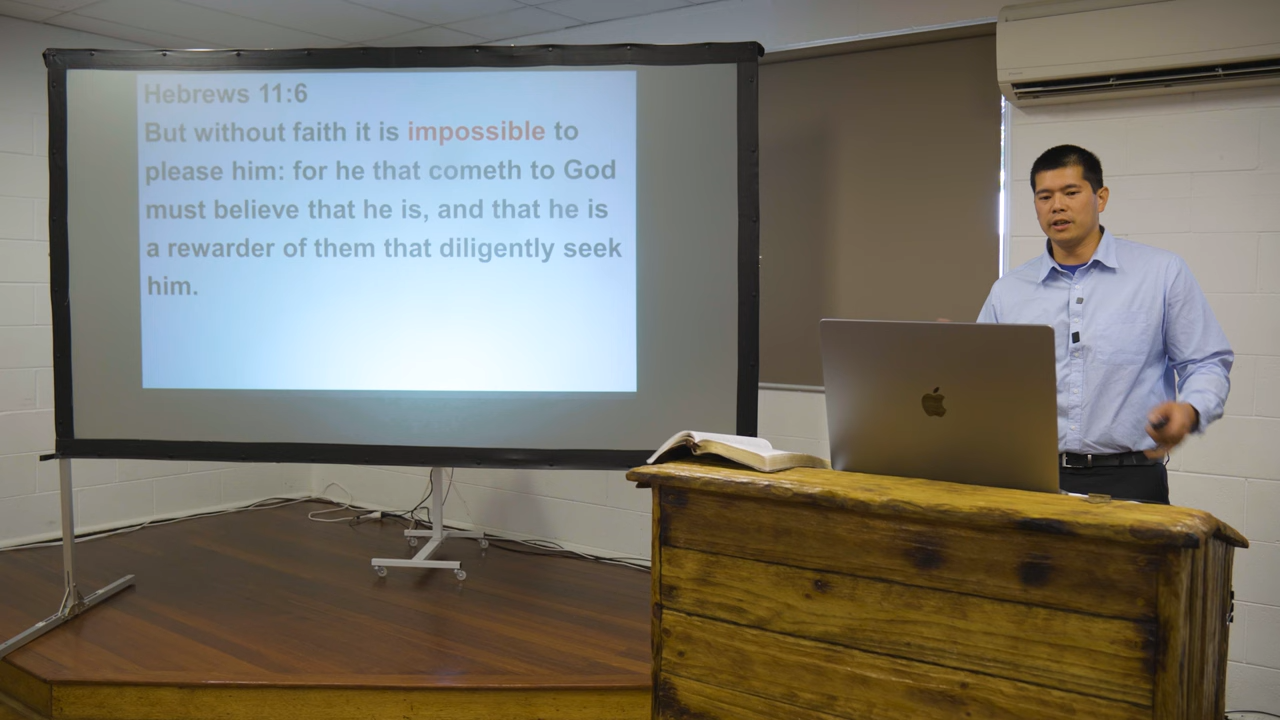 Hebrews 11:6
But without faith it is impossible to
please him: for he that cometh to God
must believe that he is, and that he is
a rewarder of them that diligently seek
him.